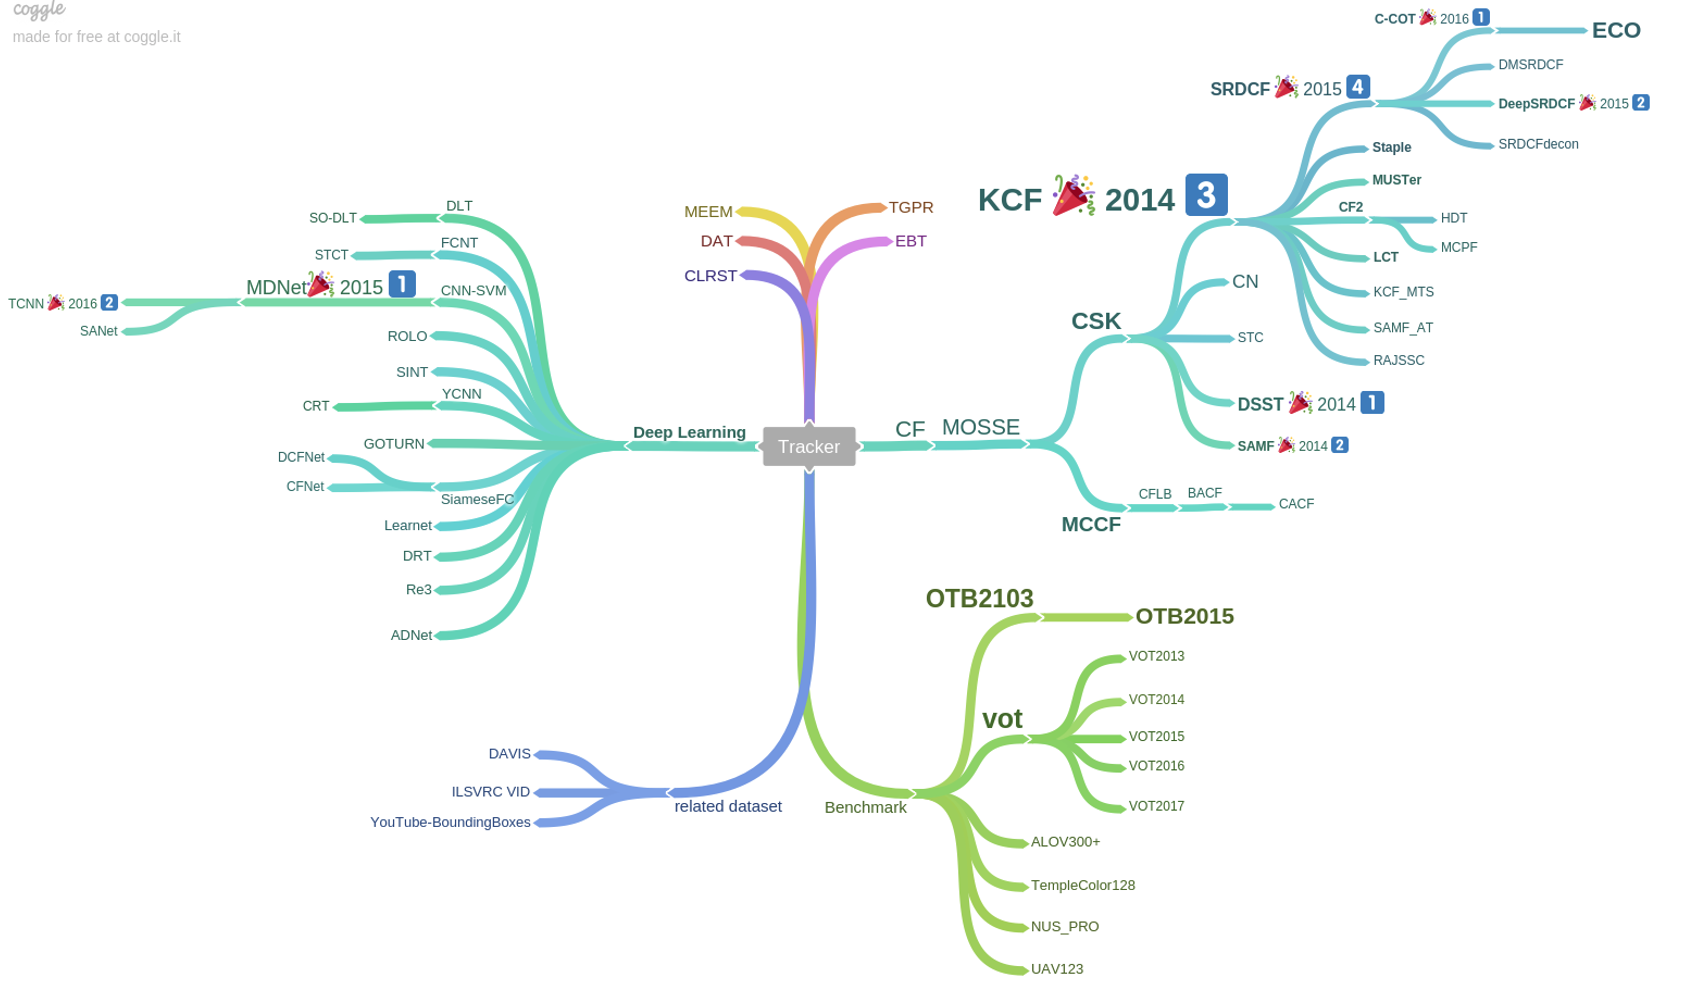 coggle
made for free at coggle.it
C-COT 🎉 2016 1
ECO
DMSRDCF
SRDCF 🎉 2015 4
DeepSRDCF 🎉 2015 2
SRDCFdecon
Staple
MUSTer
KCF 🎉 2014 3
CF2
HDT
MCPF
LCT
KCF_MTS
SAMF_AT
RAJSSC
CN
CSK
STC
DSST 🎉 2014 1
SAMF 🎉 2014 2
CF
MOSSE
MCCF
CFLB
BACF
CACF
MEEM
TGPR
DAT
EBT
CLRST
Tracker
Deep Learning
DLT
SO-DLT
FCNT
STCT
CNN-SVM
MDNet🎉 2015 1
TCNN 🎉 2016 2
SANet
ROLO
SINT
YCNN
CRT
GOTURN
DCFNet
CFNet
SiameseFC
Learnet
DRT
Re3
ADNet
OTB2103
OTB2015
vot
VOT2013
VOT2014
VOT2015
VOT2016
VOT2017
Benchmark
ALOV300+
TempleColor128
NUS_PRO
UAV123
related dataset
DAVIS
ILSVRC VID
YouTube-BoundingBoxes